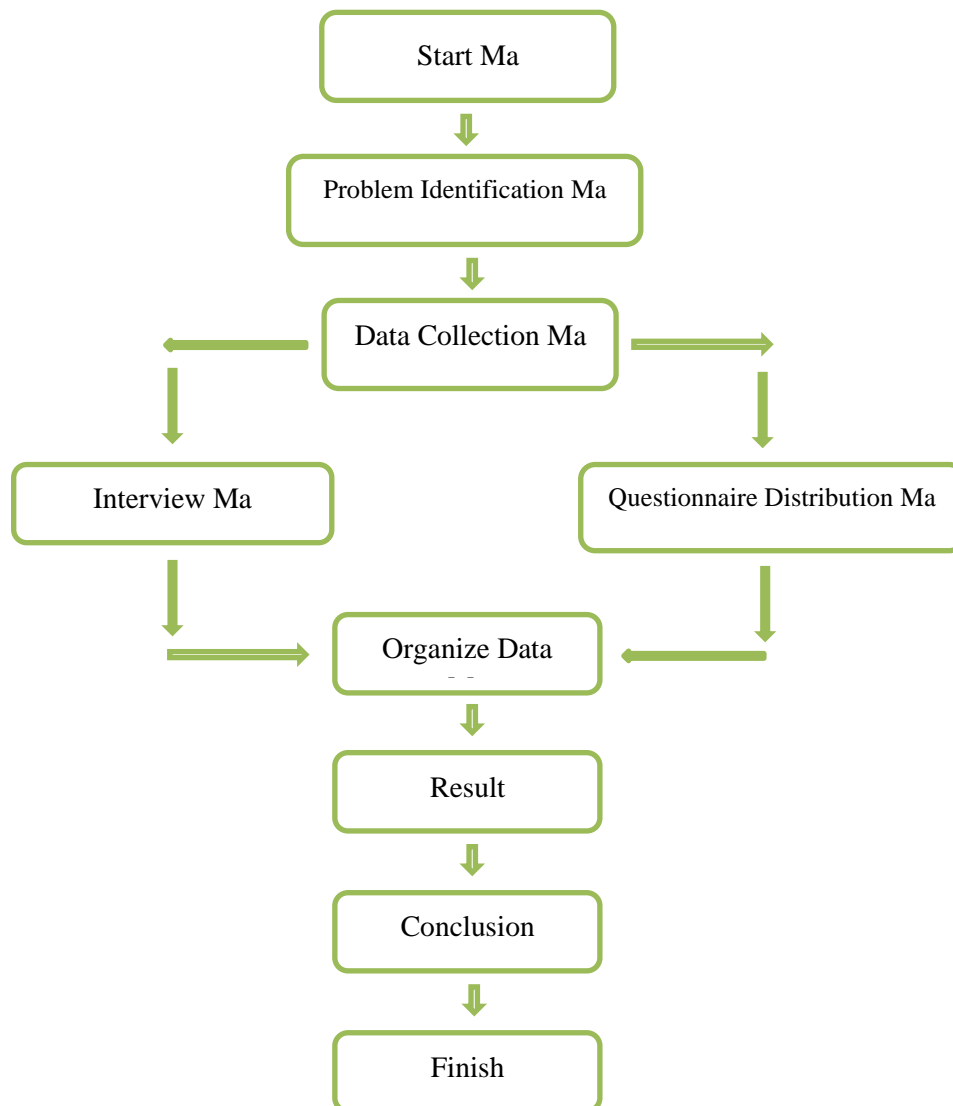 Start Ma
Problem Identification Ma
Data Collection Ma
Interview Ma
Questionnaire Distribution Ma
Organize Data
Result
Conclusion
Finish